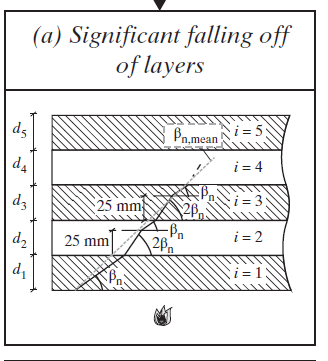 (a) Significant falling off
of layers
d5 βn,mean i = 5
d4 i = 4
d3 25 mm βn 2βn i = 3
d2 25 mm βn 2βn i = 2
d1 βn i = 1